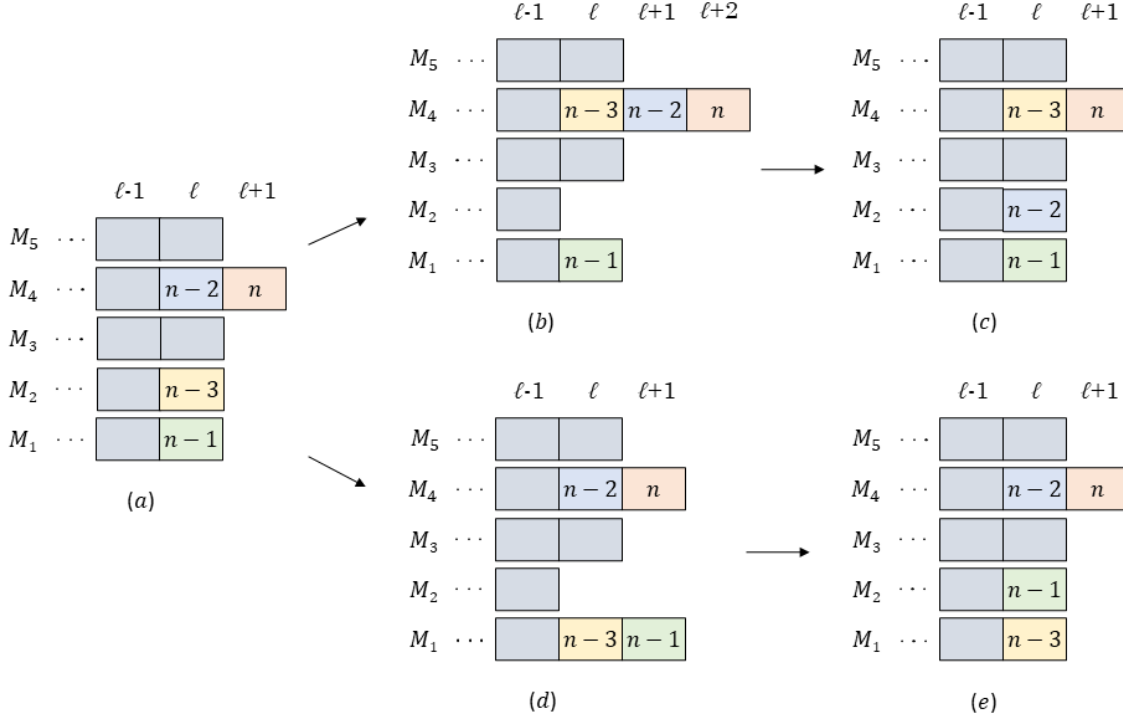 ℓ-1 ℓ ℓ+1
M₅ ···
M₄ ··· n − 2 n
M₃ ···
M₂ ··· n − 3
M₁ ··· n − 1
(a)
ℓ-1 ℓ ℓ+1 ℓ+2
M₅ ···
M₄ ··· n − 3 n − 2 n
M₃ ···
M₂ ···
M₁ ··· n − 1
(b)
ℓ-1 ℓ ℓ+1
M₅ ···
M₄ ··· n − 3 n
M₃ ···
M₂ ··· n − 2
M₁ ··· n − 1
(c)
ℓ-1 ℓ ℓ+1
M₅ ···
M₄ ··· n − 2 n
M₃ ···
M₂ ···
M₁ ··· n − 3 n − 1
(d)
ℓ-1 ℓ ℓ+1
M₅ ···
M₄ ··· n − 2 n
M₃ ···
M₂ ··· n − 1
M₁ ··· n − 3
(e)